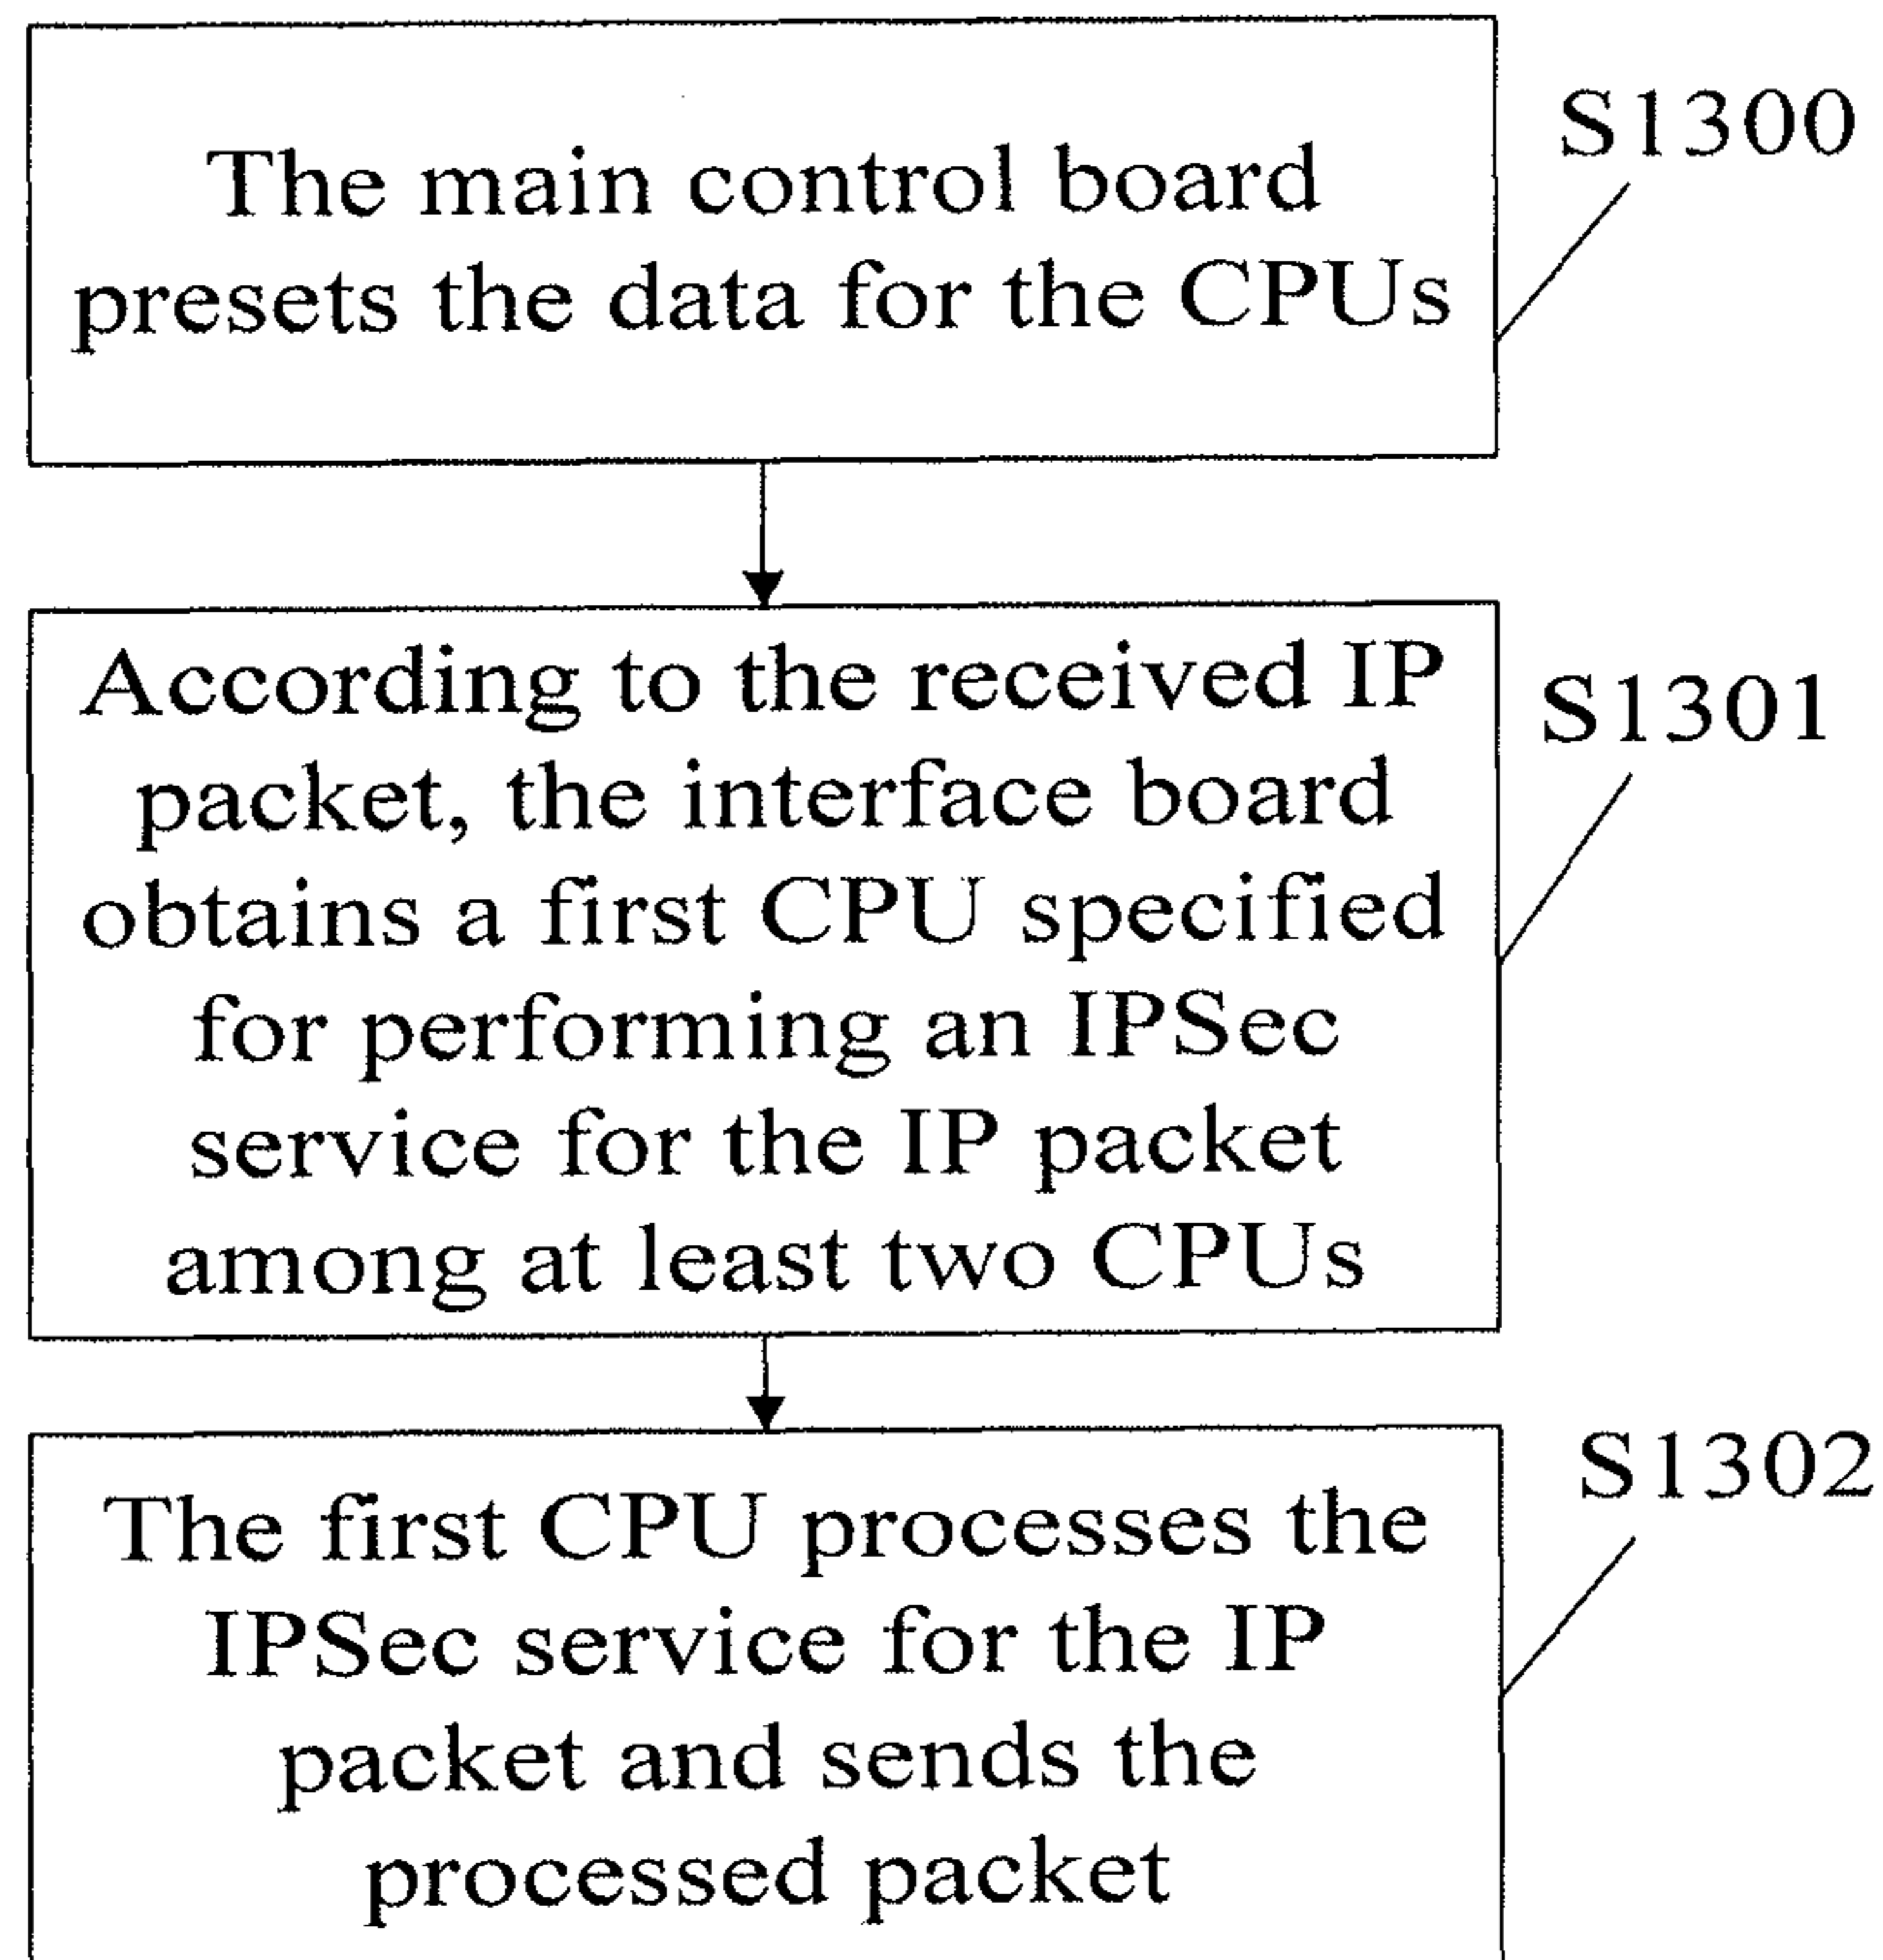 The main control board
presets the data for the CPUs
S1300
According to the received IP
packet, the interface board
obtains a first CPU specified
for performing an IPSec
service for the IP packet
among at least two CPUs
S1301
The first CPU processes the
IPSec service for the IP
packet and sends the
processed packet
S1302